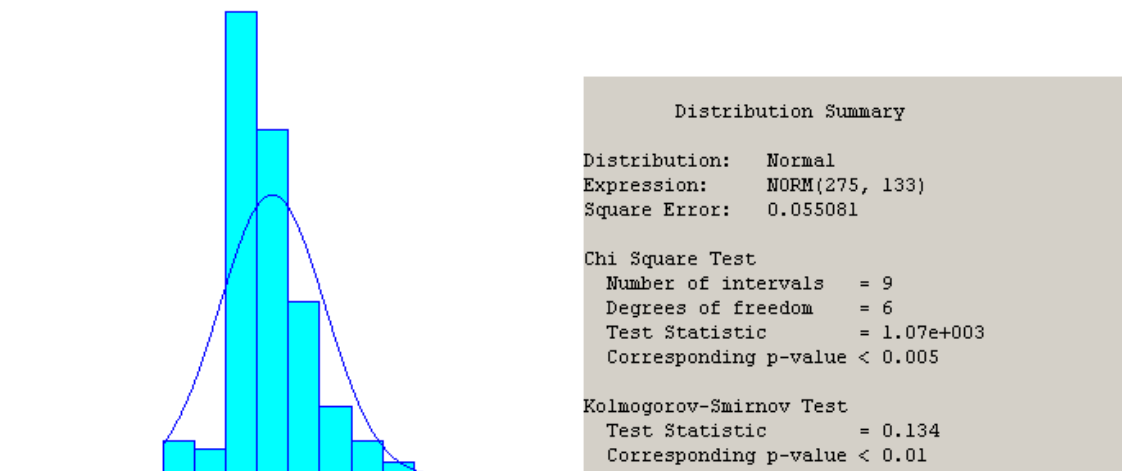 Distribution Summary
Distribution: Normal
Expression: NORM(275, 133)
Square Error: 0.055081
Chi Square Test
Number of intervals = 9
Degrees of freedom = 6
Test Statistic = 1.07e+003
Corresponding p-value < 0.005
Kolmogorov-Smirnov Test
Test Statistic = 0.134
Corresponding p-value < 0.01